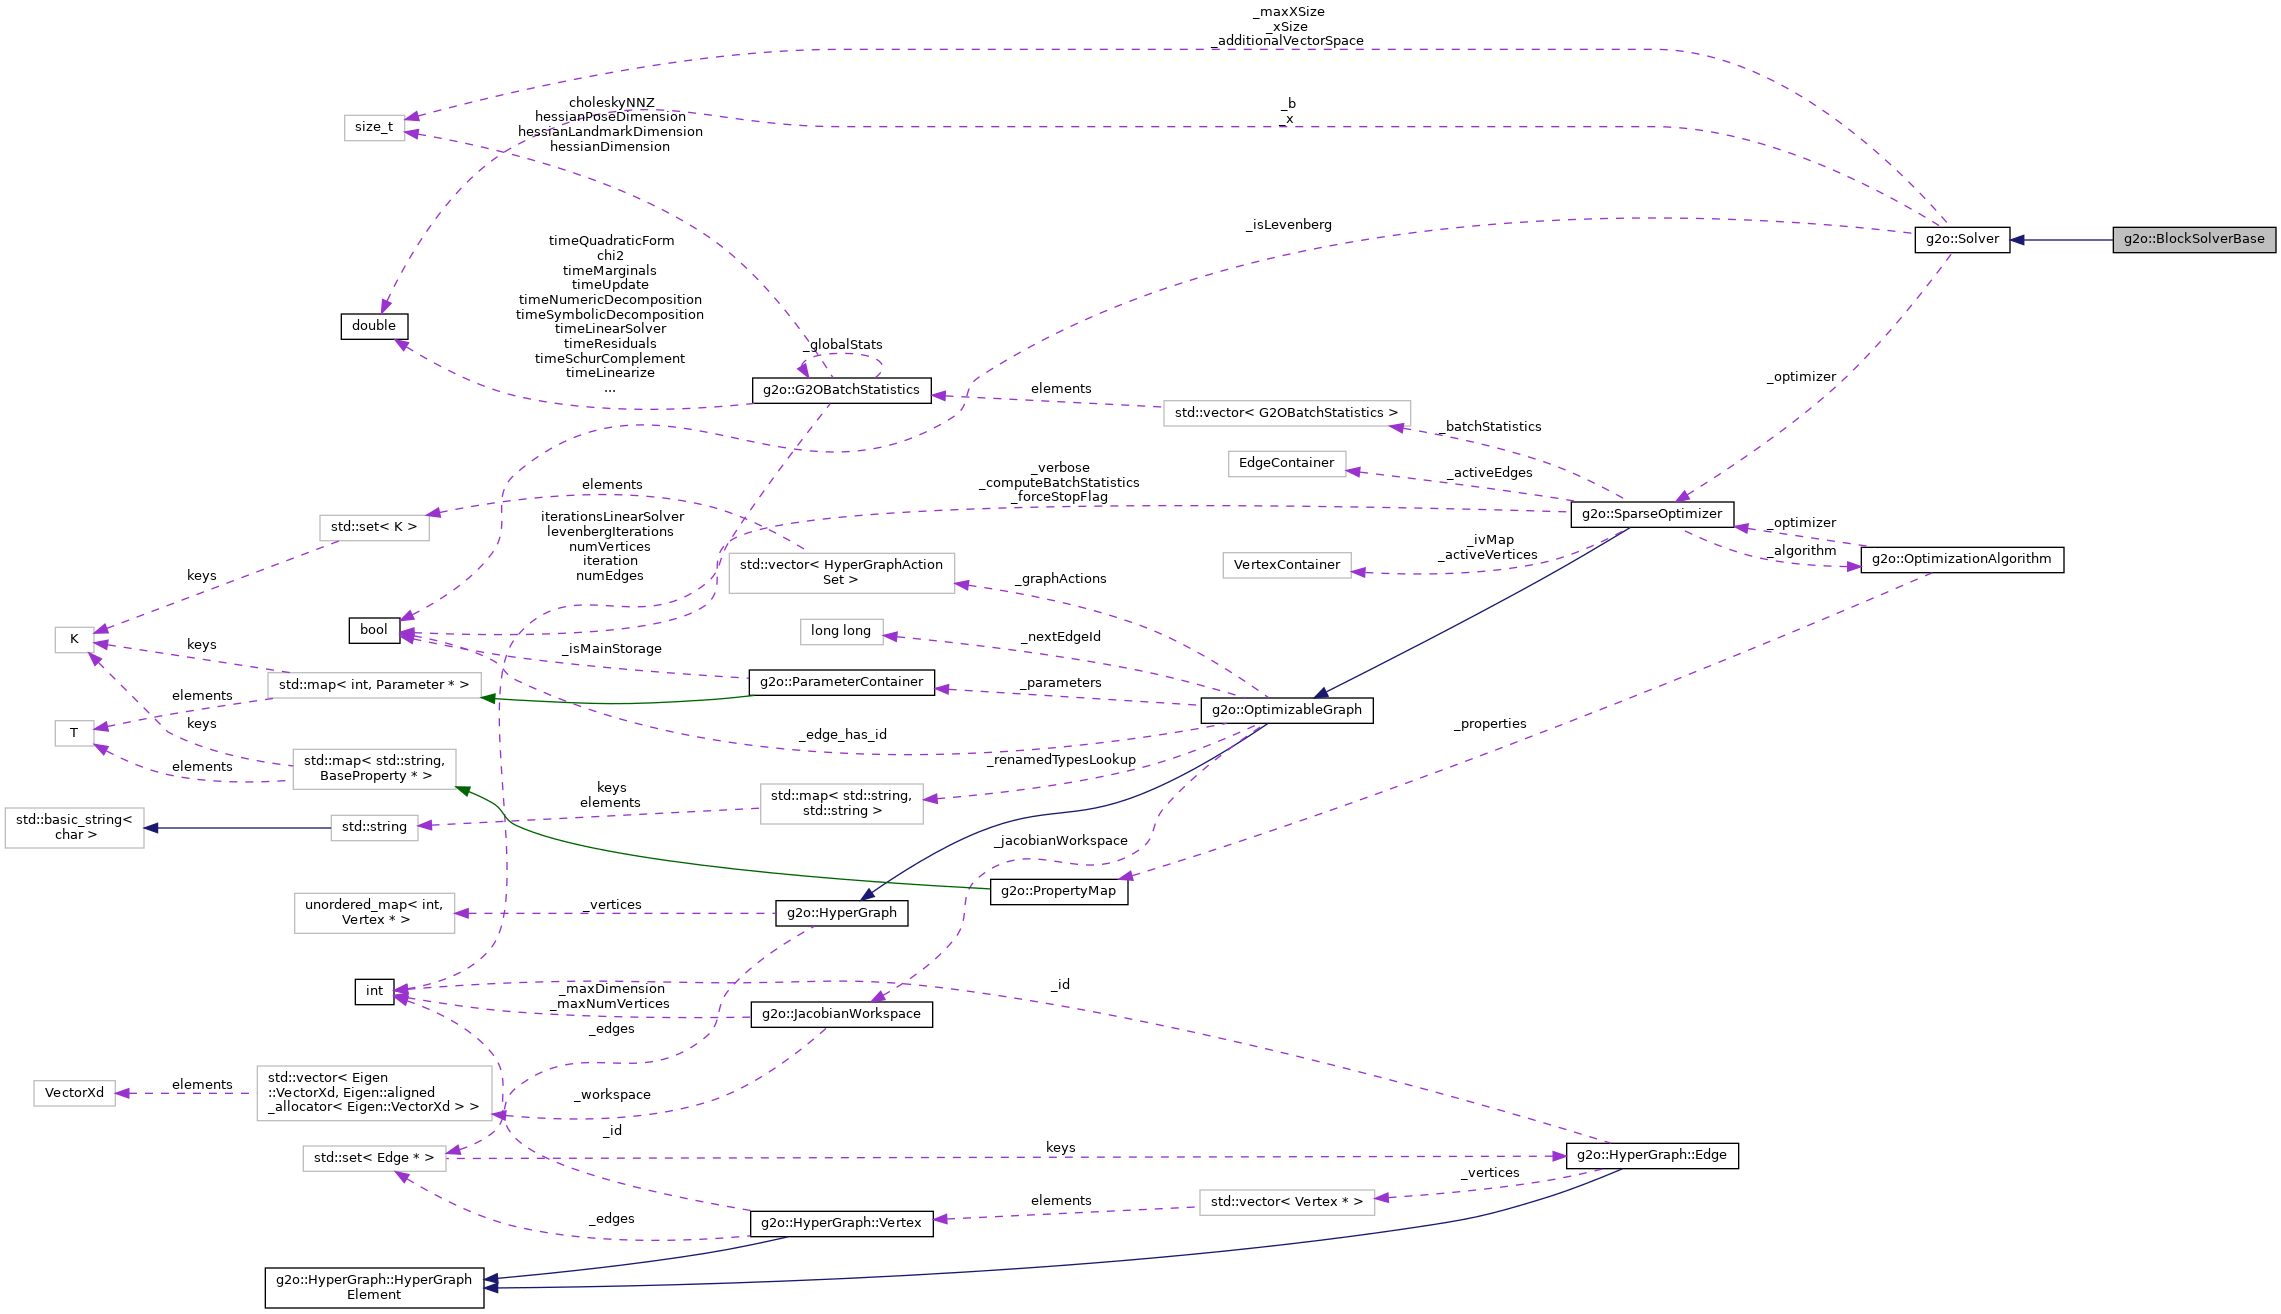 _maxXSize
_xSize
_additionalVectorSpace
choleskyNNZ
hessianPoseDimension
hessianLandmarkDimension
hessianDimension
_b
_x
size_t
_isLevenberg
g2o::Solver
g2o::BlockSolverBase
timeQuadraticForm
chi2
timeMarginals
timeUpdate
timeNumericDecomposition
timeSymbolicDecomposition
timeLinearSolver
timeResiduals
timeSchurComplement
timeLinearize
...
double
_globalStats
g2o::G2OBatchStatistics
elements
std::vector< G2OBatchStatistics >
_optimizer
_batchStatistics
EdgeContainer
_activeEdges
elements
_verbose
_computeBatchStatistics
_forceStopFlag
std::set< K >
iterationsLinearSolver
levenbergIterations
numVertices
iteration
numEdges
g2o::SparseOptimizer
_optimizer
_algorithm
g2o::OptimizationAlgorithm
_ivMap
_activeVertices
VertexContainer
std::vector< HyperGraphAction
Set >
_graphActions
keys
K
bool
long long
_nextEdgeId
keys
_isMainStorage
std::map< int, Parameter * >
g2o::ParameterContainer
_parameters
elements
g2o::OptimizableGraph
keys
T
_edge_has_id
_properties
std::map< std::string,
BaseProperty * >
elements
_renamedTypesLookup
keys
elements
std::map< std::string,
std::string >
std::basic_string<
char >
std::string
_jacobianWorkspace
g2o::PropertyMap
unordered_map< int,
Vertex * >
_vertices
g2o::HyperGraph
int
_maxDimension
_maxNumVertices
_id
g2o::JacobianWorkspace
_edges
VectorXd
elements
std::vector< Eigen
::VectorXd, Eigen::aligned
_allocator< Eigen::VectorXd > >
_workspace
_id
std::set< Edge * >
keys
g2o::HyperGraph::Edge
_vertices
std::vector< Vertex * >
elements
_edges
g2o::HyperGraph::Vertex
g2o::HyperGraph::HyperGraph
Element